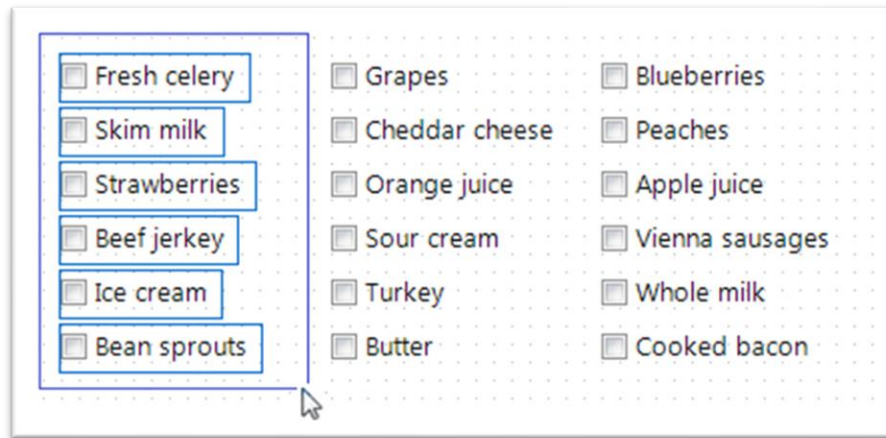 Fresh celery
Skim milk
Strawberries
Beef jerkey
Ice cream
Bean sprouts
Grapes
Cheddar cheese
Orange juice
Sour cream
Turkey
Butter
Blueberries
Peaches
Apple juice
Vienna sausages
Whole milk
Cooked bacon